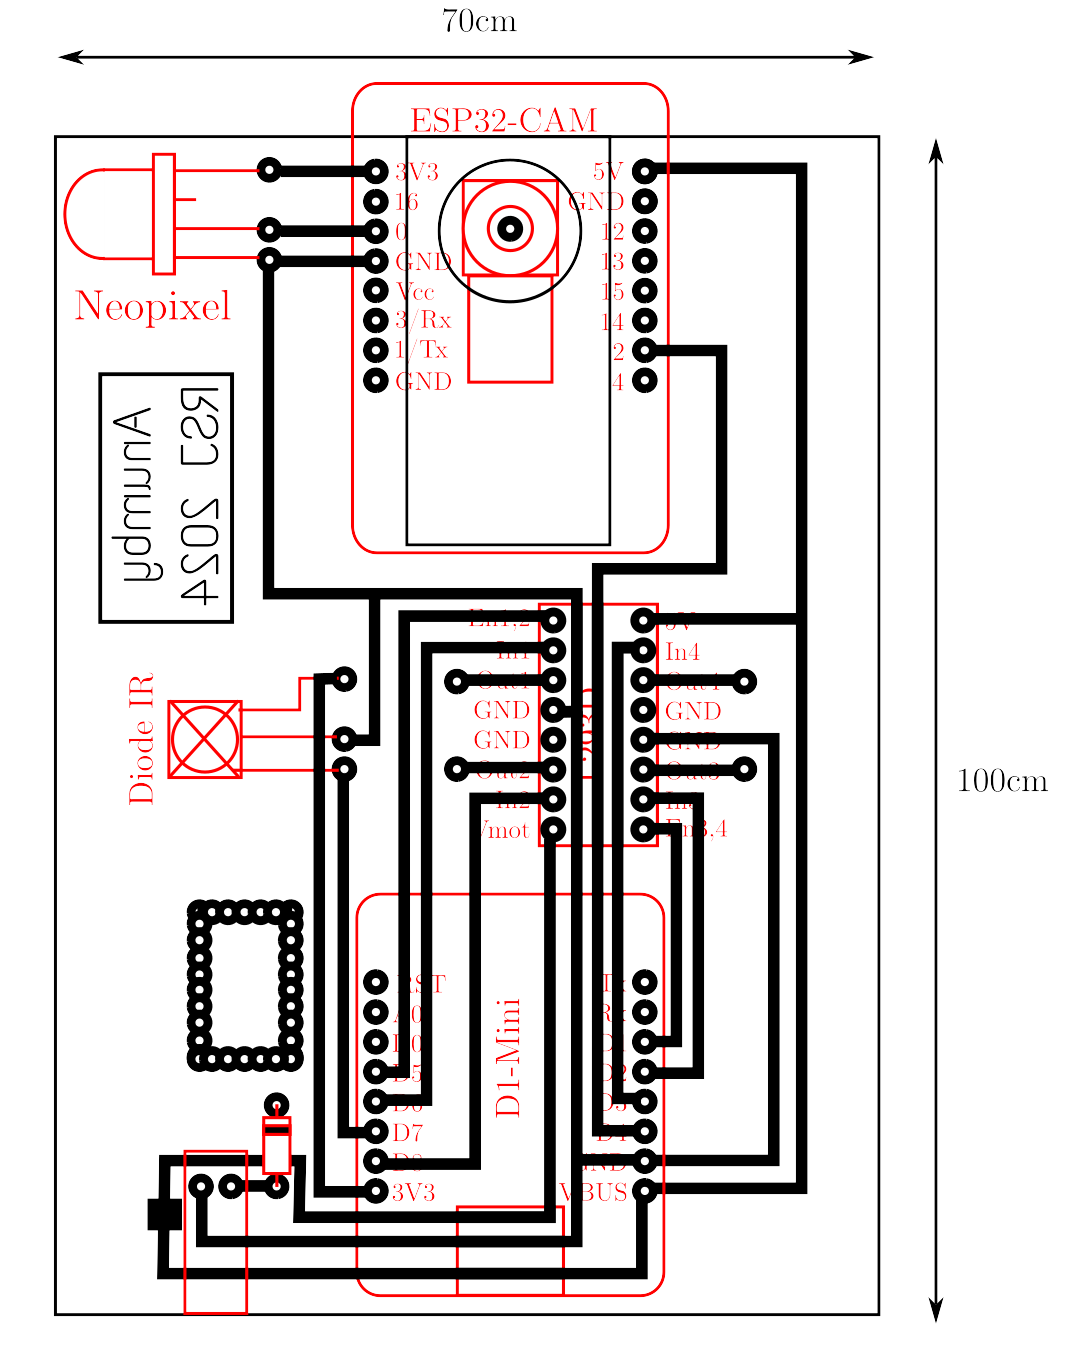 70cm
ESP32-CAM
3V3
16
0
GND
Vcc
3/Rx
1/Tx
GND
5V
GND
12
13
15
14
2
4
Neopixel
RSJ 2024
Anumby
100cm
Diode IR
En1,2
In1
Out1
GND
GND
Out2
In2
Vmot
5V
In4
Out4
GND
GND
Out3
In3
En3,4
D1-Mini
RST
A0
D0
D5
D6
D7
D8
3V3
Tx
Rx
D1
D2
D3
D4
GND
VBUS